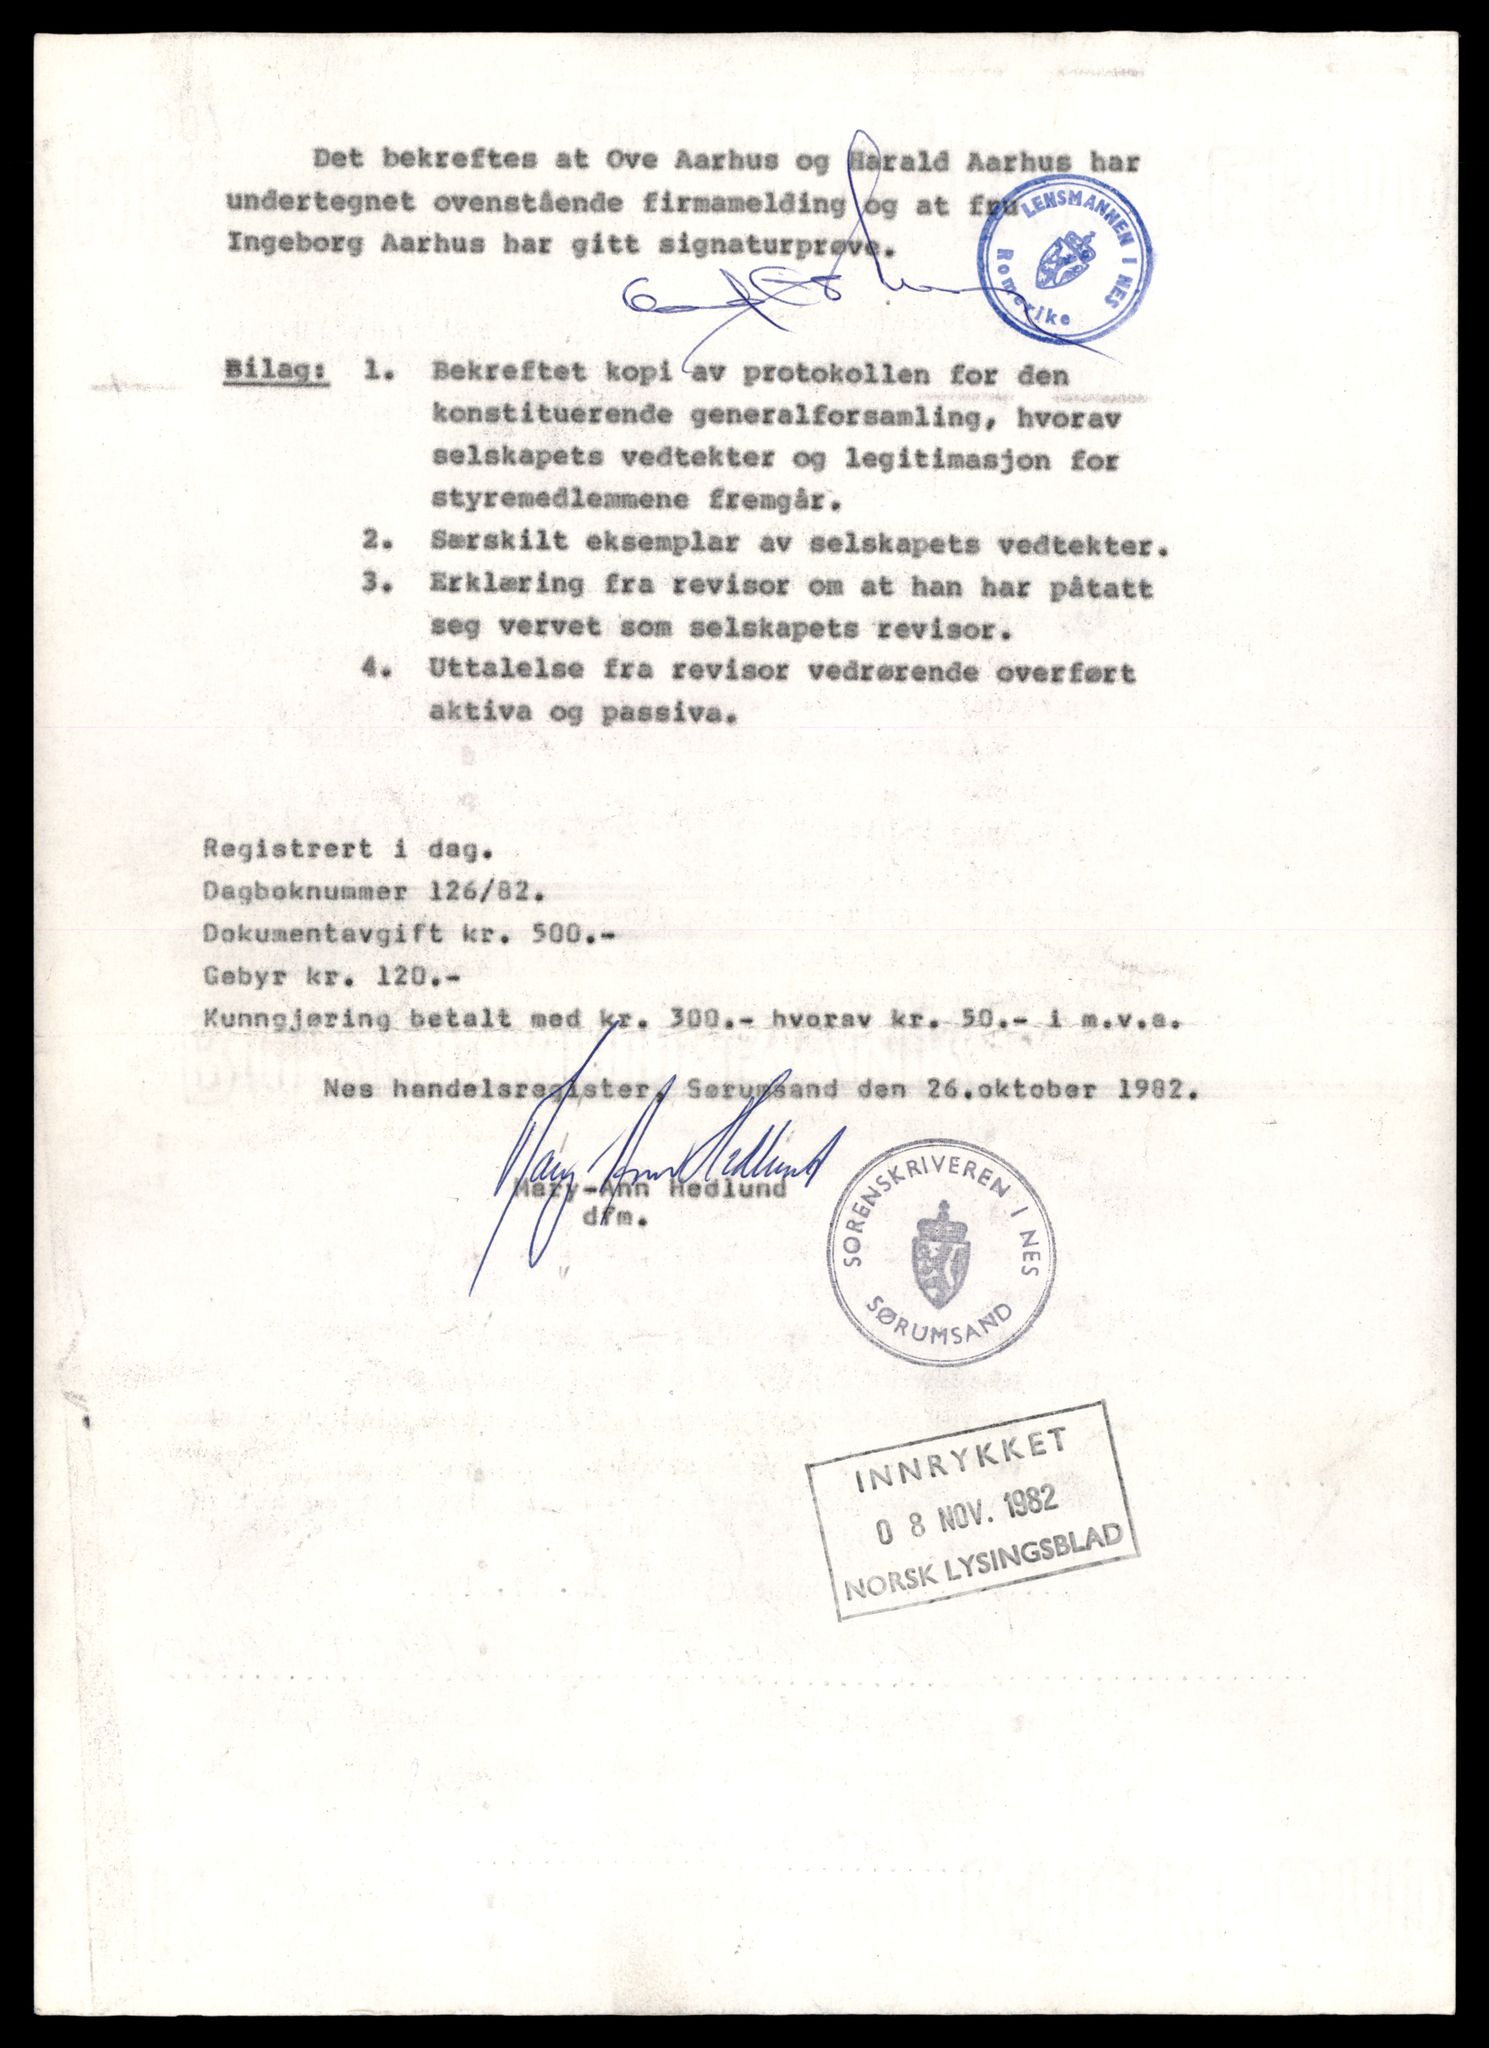 Det bekreftes at Ove Aarhus og Harald Aarhus har
undertegnet ovenstående firmamelding og at fru
Ingeborg Aarhus har gitt signaturprøve.
LENSMANNEN I NES
Romerike
Bilag: 1. Bekreftet kopi av protokollen for den
konstituerende generalforsamling, hvorav
selskapets vedtekter og legitimasjon for
styremedlemmene fremgår.
2. Særskilt eksemplar av selskapets vedtekter.
3. Erklæring fra revisor om at han har påtatt
seg vervet som selskapets revisor.
4. Uttalelse fra revisor vedrørende overført
aktiva og passiva.
Registrert i dag.
Dagboknummer 126/82.
Dokumentavgift kr. 500.-
Gebyr kr. 120.-
Kunngjøring betalt med kr. 300.- hvorav kr. 50.- i m.v.a.
Nes handelsregister, Sørumsand den 26.oktober 1982.
Mary-Ann Hedlund
Mary-Ann Hedlund
dfm.
SORENSKRIVEREN I NES
SØRUMSAND
INNRYKKET
08 NOV. 1982
NORSK LYSINGSBLAD